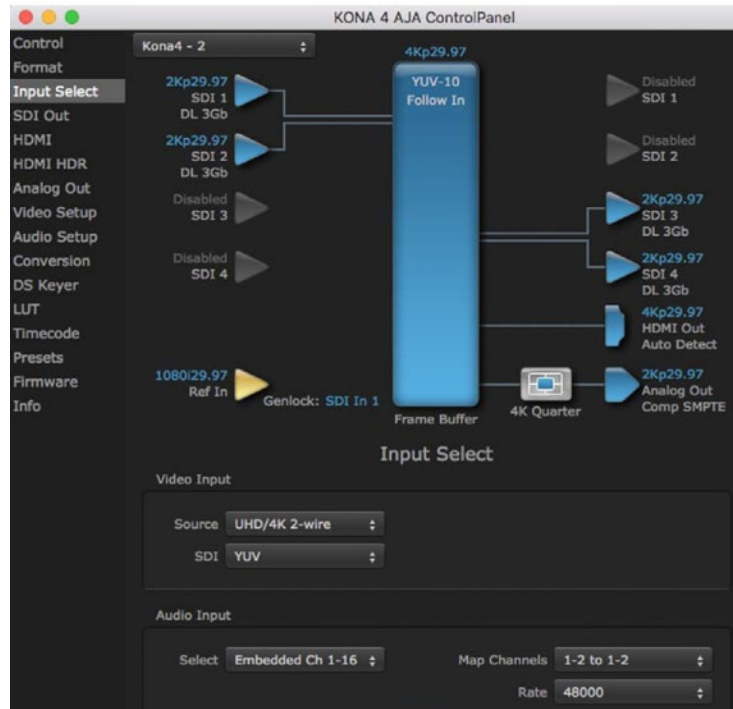 KONA 4 AJA ControlPanel
Control
Format
Input Select
SDI Out
HDMI
HDMI HDR
Analog Out
Video Setup
Audio Setup
Conversion
DS Keyer
LUT
Timecode
Presets
Firmware
Info
Kona4 - 2
4Kp29.97
YUV-10
Follow In
2Kp29.97
SDI 1
DL 3Gb
2Kp29.97
SDI 2
DL 3Gb
Disabled
SDI 3
Disabled
SDI 4
1080i29.97
Ref In
Genlock: SDI In 1
Frame Buffer
Disabled
SDI 1
Disabled
SDI 2
2Kp29.97
SDI 3
DL 3Gb
2Kp29.97
SDI 4
DL 3Gb
4Kp29.97
HDMI Out
Auto Detect
4K Quarter
2Kp29.97
Analog Out
Comp SMPTE
Input Select
Video Input
Source UHD/4K 2-wire
SDI YUV
Audio Input
Select Embedded Ch 1-16 Map Channels 1-2 to 1-2
Rate 48000